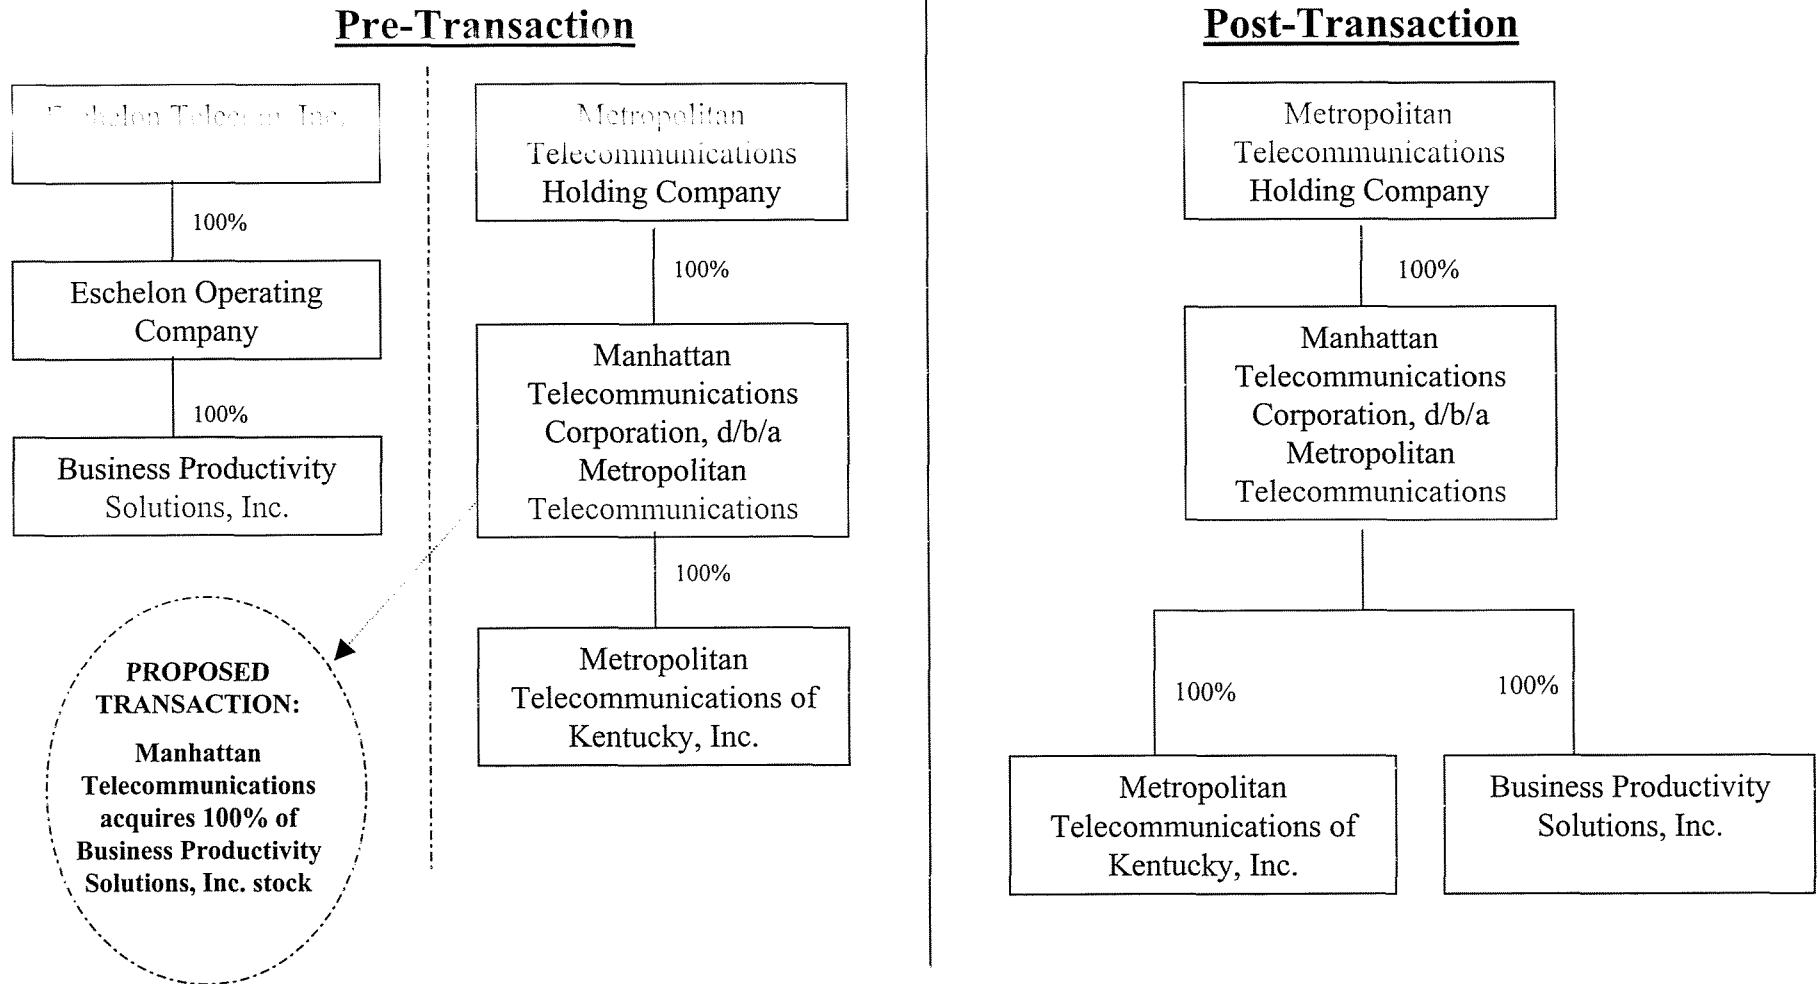 Pre-Transaction
Eschelon Telecom, Inc.
100%
Eschelon Operating
Company
100%
Business Productivity
Solutions, Inc.
PROPOSED
TRANSACTION:
Manhattan
Telecommunications
acquires 100% of
Business Productivity
Solutions, Inc. stock
Metropolitan
Telecommunications
Holding Company
100%
Manhattan
Telecommunications
Corporation, d/b/a
Metropolitan
Telecommunications
100%
Metropolitan
Telecommunications of
Kentucky, Inc.
Post-Transaction
Metropolitan
Telecommunications
Holding Company
100%
Manhattan
Telecommunications
Corporation, d/b/a
Metropolitan
Telecommunications
100%
100%
Metropolitan
Telecommunications of
Kentucky, Inc.
Business Productivity
Solutions, Inc.